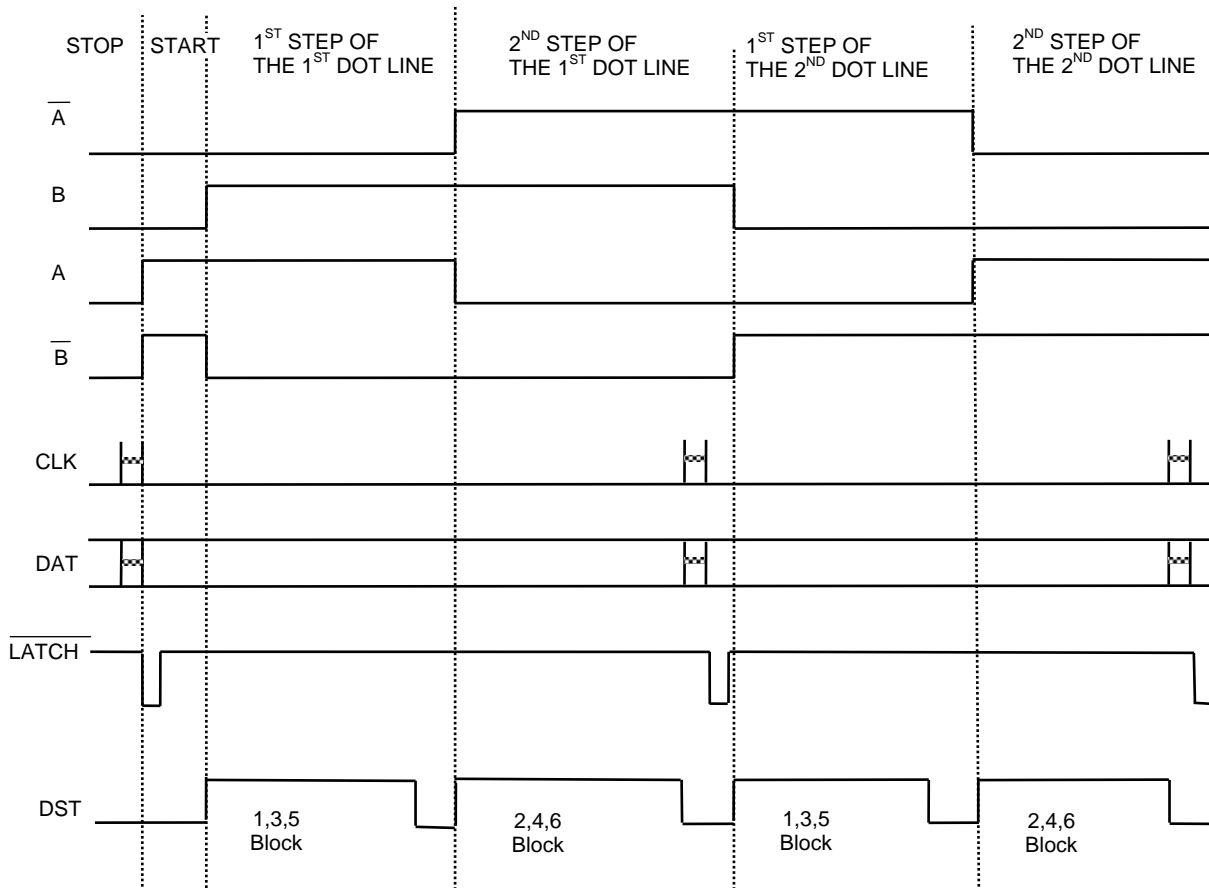 STOP
START
1ST STEP OF
THE 1ST DOT LINE
2ND STEP OF
THE 1ST DOT LINE
1ST STEP OF
THE 2ND DOT LINE
2ND STEP OF
THE 2ND DOT LINE
A̅
B
A
B̅
CLK
DAT
L̅A̅T̅C̅H̅
DST
1,3,5
Block
2,4,6
Block
1,3,5
Block
2,4,6
Block